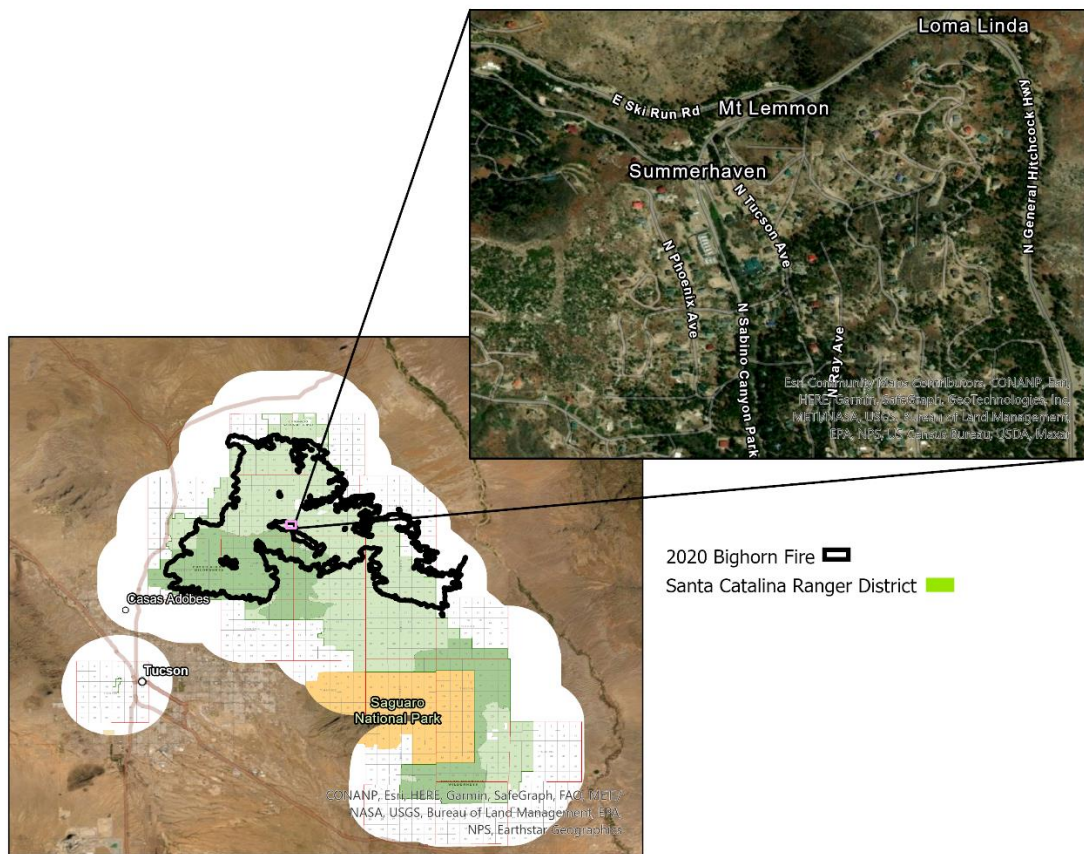 Loma Linda
E Ski Run Rd
Mt Lemmon
N General Hitchcock Hwy
Summerhaven
N Tucson Ave
N Phoenix Ave
N Sabino Canyon Park
N Ray Ave
Esri Community Maps Contributors, CONANP, Esri,
HERE, Garmin, SafeGraph, GeoTechnologies, Inc,
METI/NASA, USGS, Bureau of Land Management,
EPA, NPS, US Census Bureau, USDA, Maxar
2020 Bighorn Fire
Santa Catalina Ranger District
Casas Adobes
Tucson
Saguaro
National Park
CONANP, Esri, HERE, Garmin, SafeGraph, FAO, METI/
NASA, USGS, Bureau of Land Management, EPA,
NPS, Earthstar Geographics